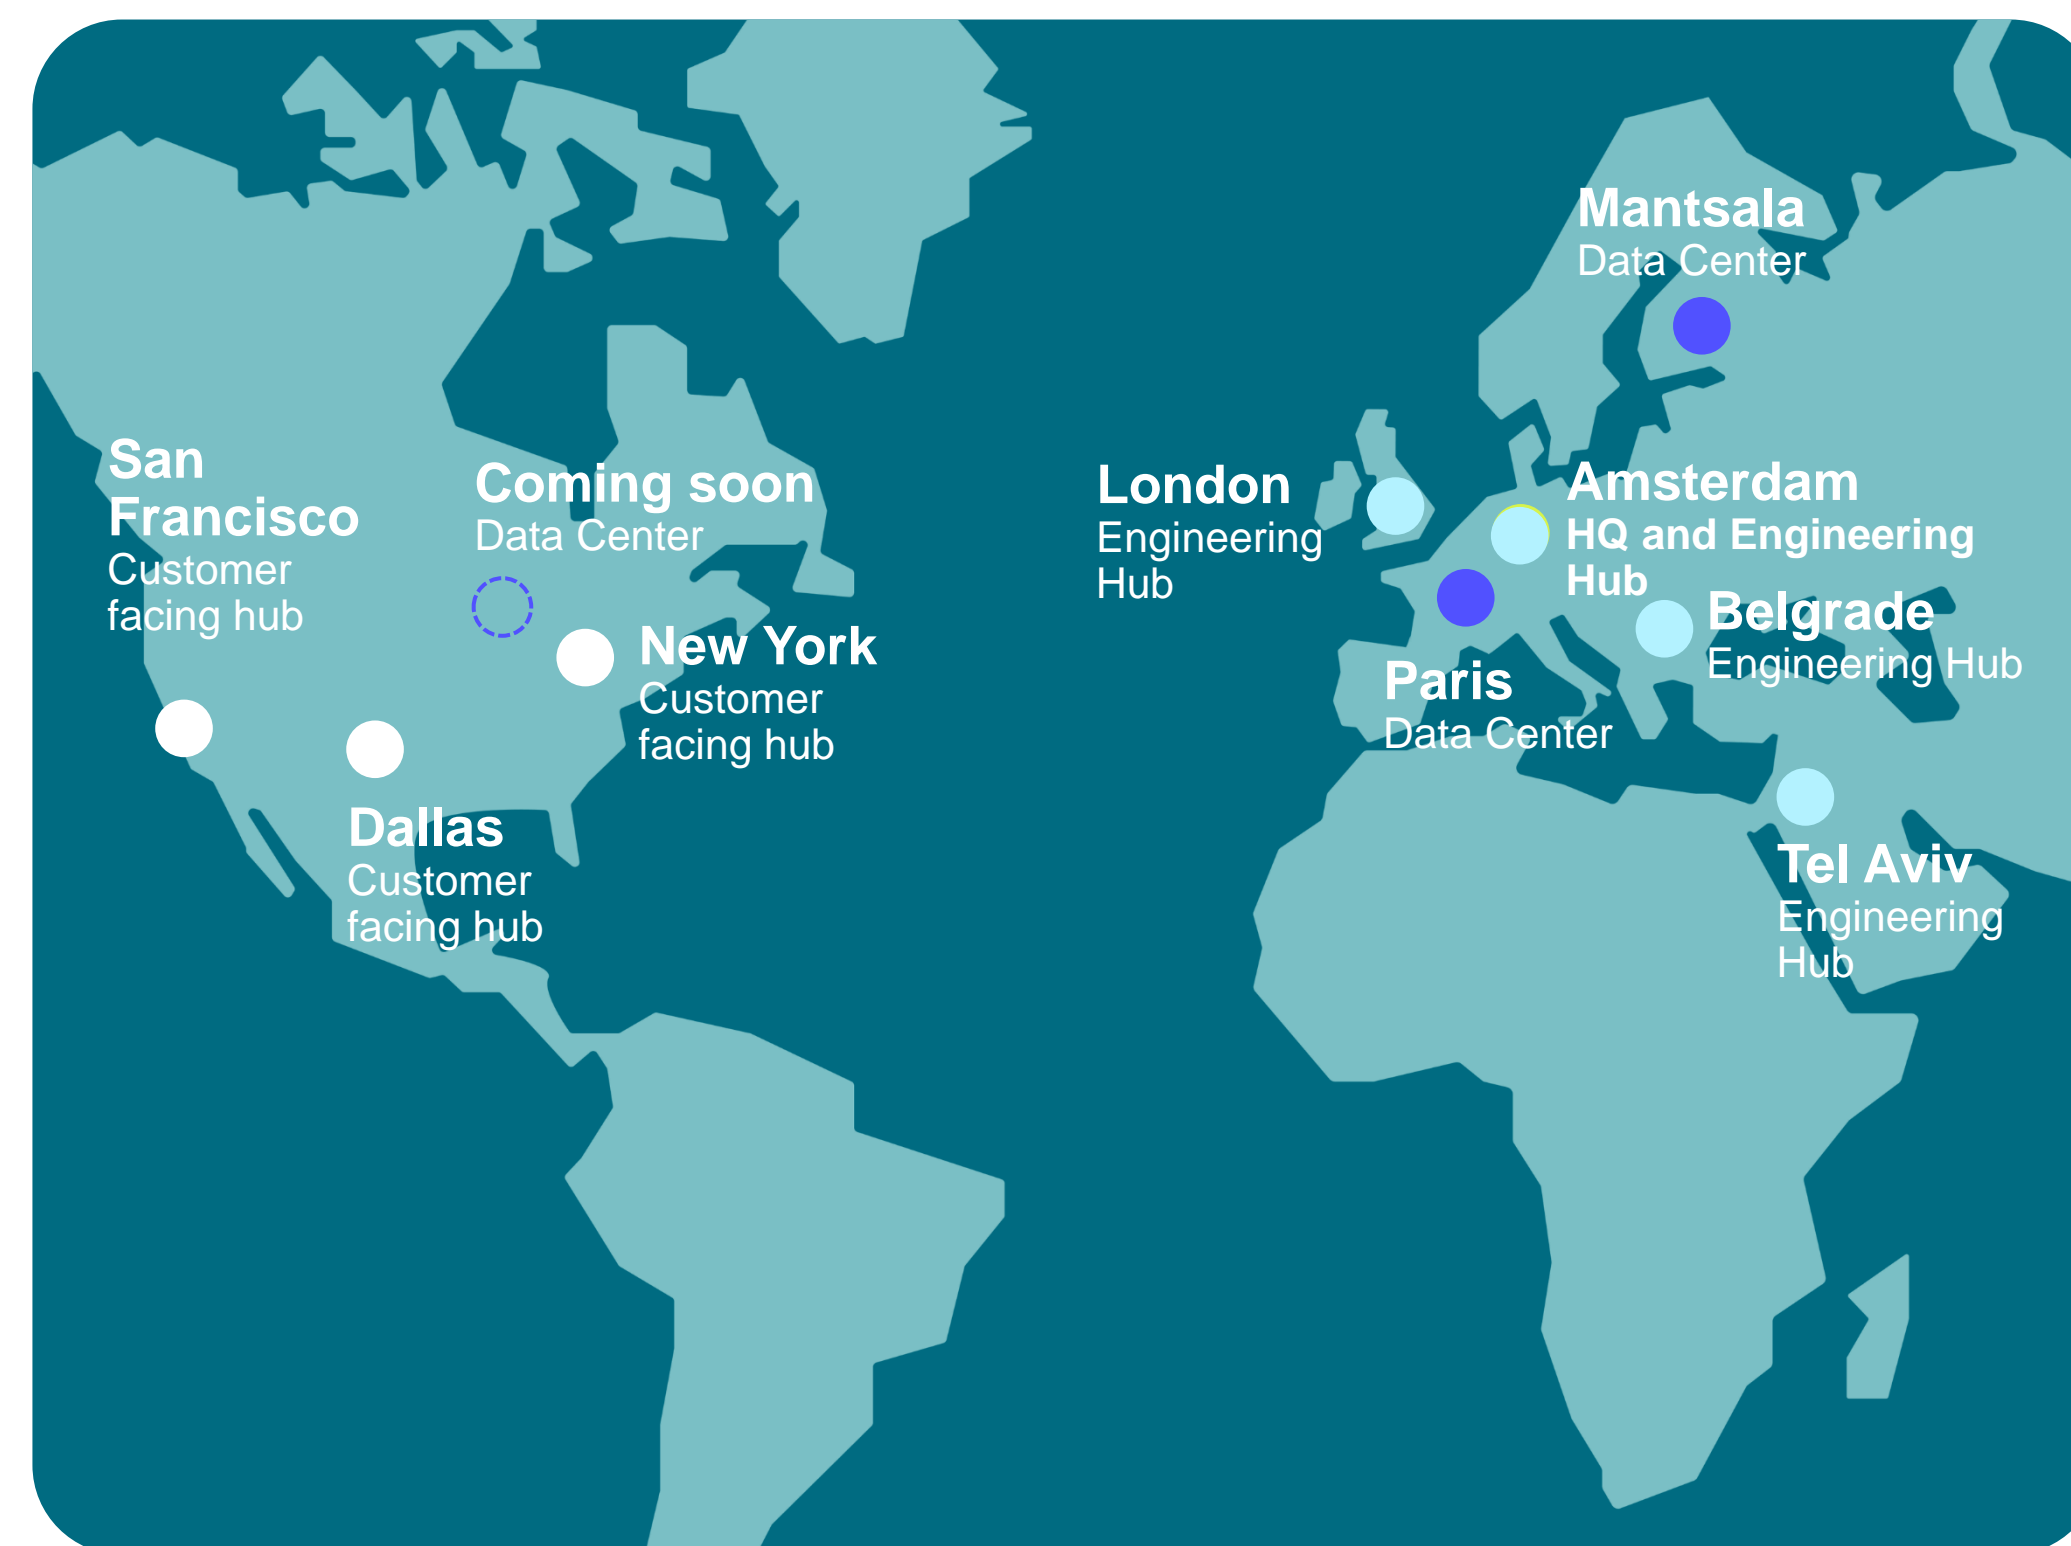 Mantsala
Data Center
San
Francisco
Customer
facing hub
Coming soon
Data Center
London
Engineering
Hub
Amsterdam
HQ and Engineering
Hub
Belgrade
Engineering Hub
New York
Customer
facing hub
Paris
Data Center
Dallas
Customer
facing hub
Tel Aviv
Engineering
Hub